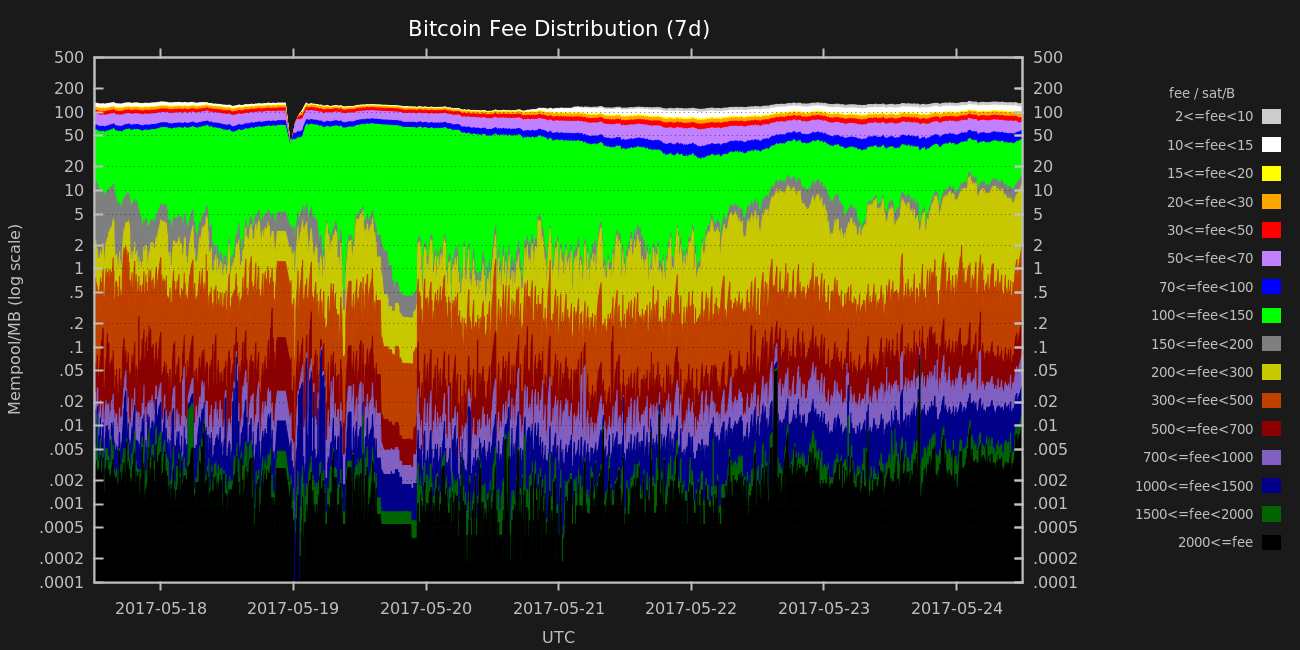 Bitcoin Fee Distribution (7d)
500
200
100
50
20
10
5
2
1
.5
.2
.1
.05
.02
.01
.005
.002
.001
.0005
.0002
.0001
Mempool/MB (log scale)
500
200
100
50
20
10
5
2
1
.5
.2
.1
.05
.02
.01
.005
.002
.001
.0005
.0002
.0001
2017-05-18 2017-05-19 2017-05-20 2017-05-21 2017-05-22 2017-05-23 2017-05-24
UTC
fee / sat/B
2<=fee<10
10<=fee<15
15<=fee<20
20<=fee<30
30<=fee<50
50<=fee<70
70<=fee<100
100<=fee<150
150<=fee<200
200<=fee<300
300<=fee<500
500<=fee<700
700<=fee<1000
1000<=fee<1500
1500<=fee<2000
2000<=fee